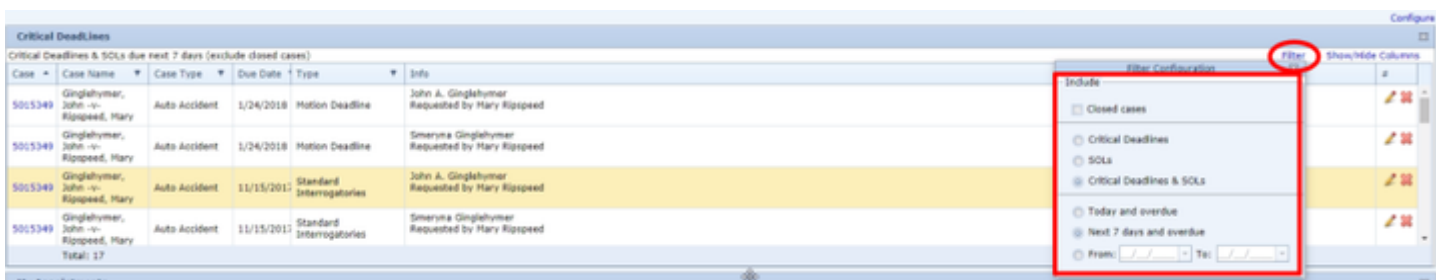 Configure
Critical DeadLines
Critical Deadlines & SOLs due next 7 days (exclude closed cases)
Filter Show/Hide Columns
Case Case Name Case Type Due Date Type Info #
5015349 Ginglehymer, John -v- Ripspeed, Mary Auto Accident 1/24/2018 Motion Deadline John A. Ginglehymer
Requested by Mary Ripspeed
5015349 Ginglehymer, John -v- Ripspeed, Mary Auto Accident 1/24/2018 Motion Deadline Smeryna Ginglehymer
Requested by Mary Ripspeed
5015349 Ginglehymer, John -v- Ripspeed, Mary Auto Accident 11/15/201 Standard Interrogatories John A. Ginglehymer
Requested by Mary Ripspeed
5015349 Ginglehymer, John -v- Ripspeed, Mary Auto Accident 11/15/201 Standard Interrogatories Smeryna Ginglehymer
Requested by Mary Ripspeed
Total: 17
Filter Configuration
Include
Closed cases
Critical Deadlines
SOLs
Critical Deadlines & SOLs
Today and overdue
Next 7 days and overdue
From: _/_/_ To: _/_/_